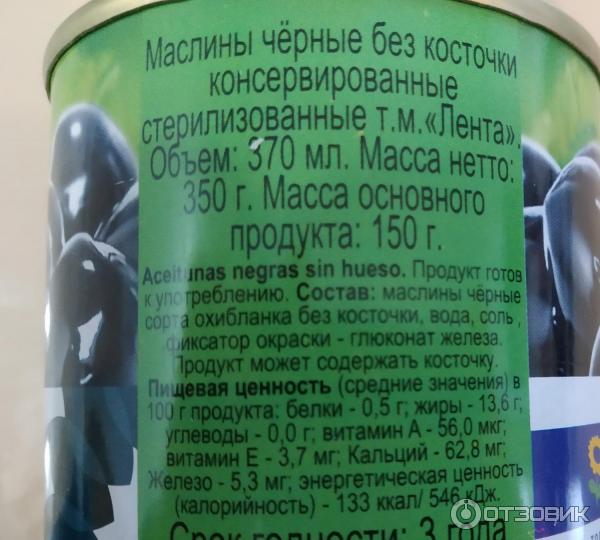 Маслины чёрные без косточки
консервированные
стерилизованные т.м.«Лента».
Объем: 370 мл. Масса нетто:
350 г. Масса основного
продукта: 150 г.
Aceitunas negras sin hueso. Продукт готов
к употреблению. Состав: маслины чёрные
сорта охибланка без косточки, вода, соль ,
фиксатор окраски - глюконат железа.
Продукт может содержать косточку.
Пищевая ценность (средние значения) в
100 г продукта: белки - 0,5 г; жиры - 13,6 г;
углеводы - 0,0 г; витамин А - 56,0 мкг;
витамин Е - 3,7 мг; Кальций - 62,8 мг;
Железо - 5,3 мг; энергетическая ценность
(калорийность) - 133 ккал/ 546 кДж.
Срок годности: 3 года
ОТЗОВИК